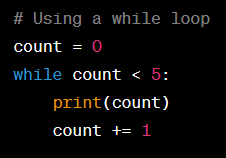 # Using a while loop
count = 0
while count < 5:
    print(count)
    count += 1